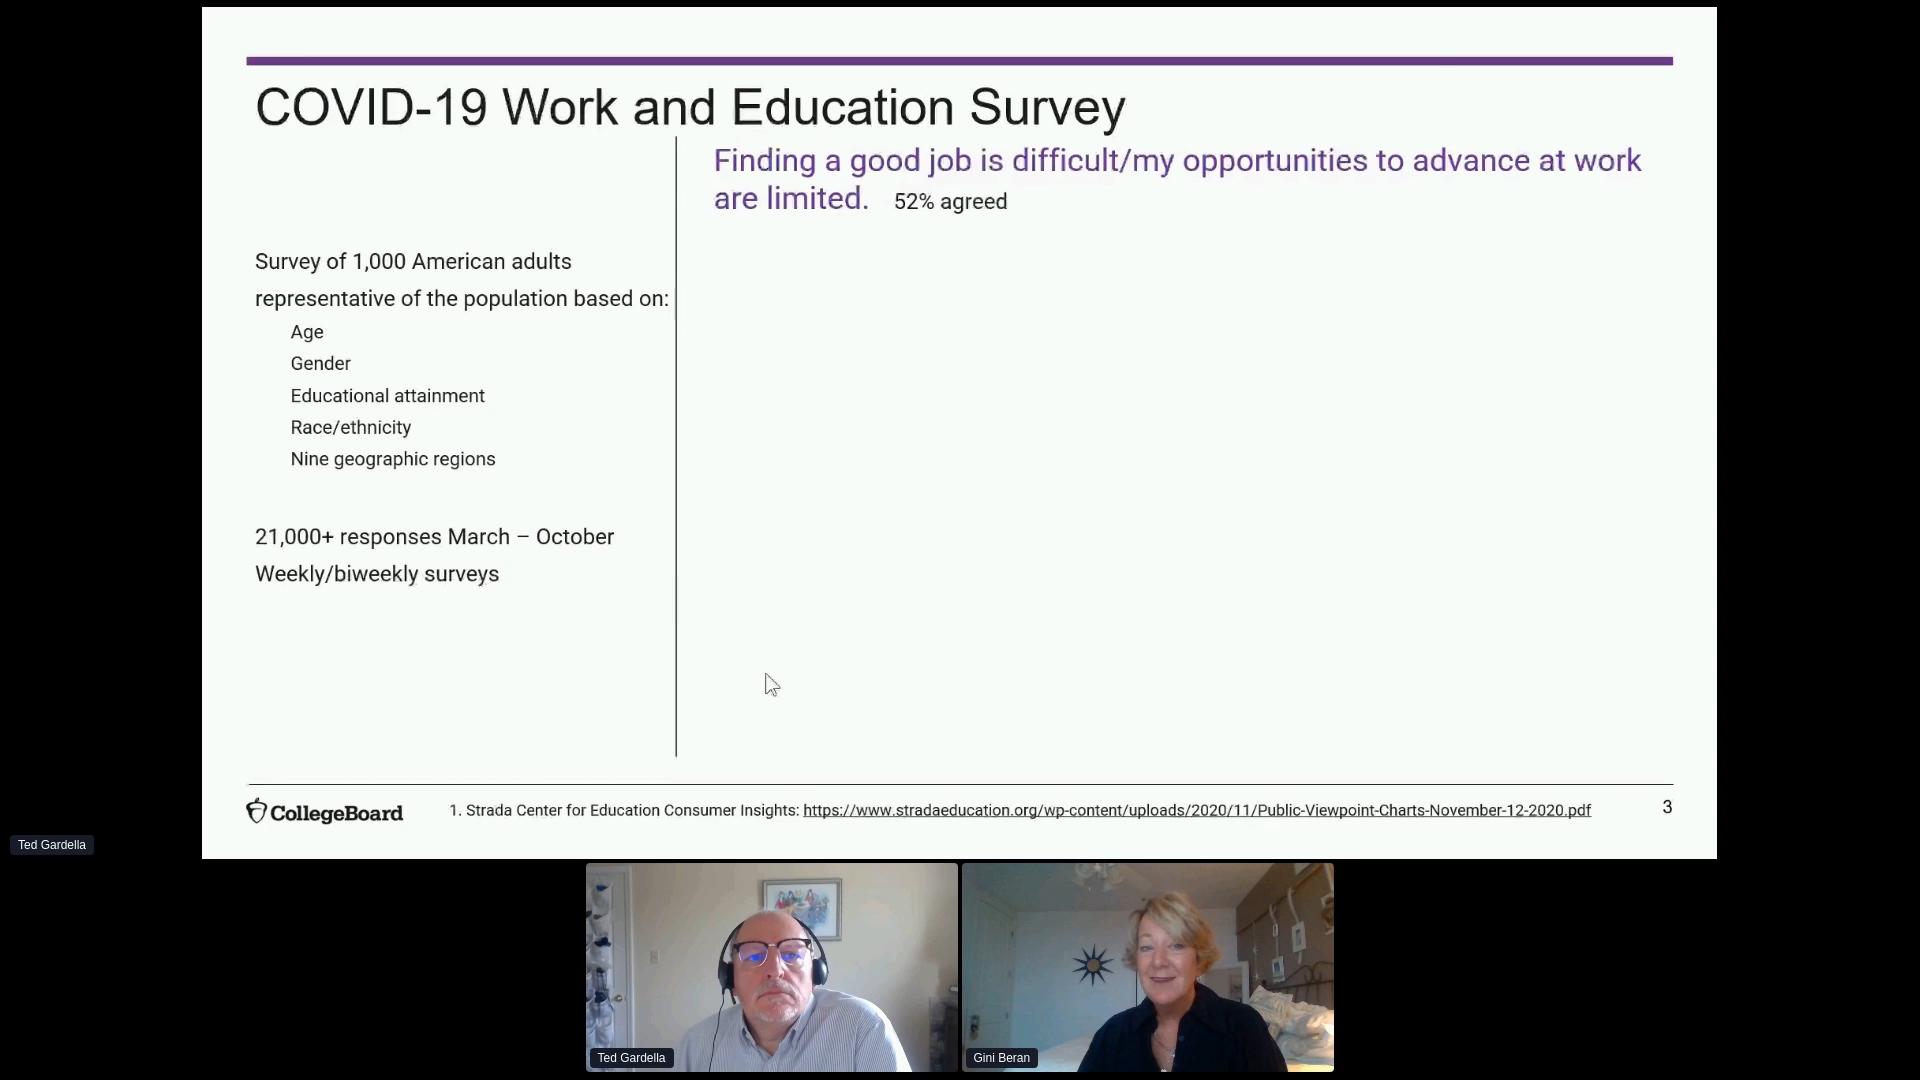 COVID-19 Work and Education Survey
Finding a good job is difficult/my opportunities to advance at work
are limited. 52% agreed
Survey of 1,000 American adults
representative of the population based on:
Age
Gender
Educational attainment
Race/ethnicity
Nine geographic regions
21,000+ responses March – October
Weekly/biweekly surveys
CollegeBoard
1. Strada Center for Education Consumer Insights: https://www.stradaeducation.org/wp-content/uploads/2020/11/Public-Viewpoint-Charts-November-12-2020.pdf
3
Ted Gardella
Ted Gardella
Gini Beran